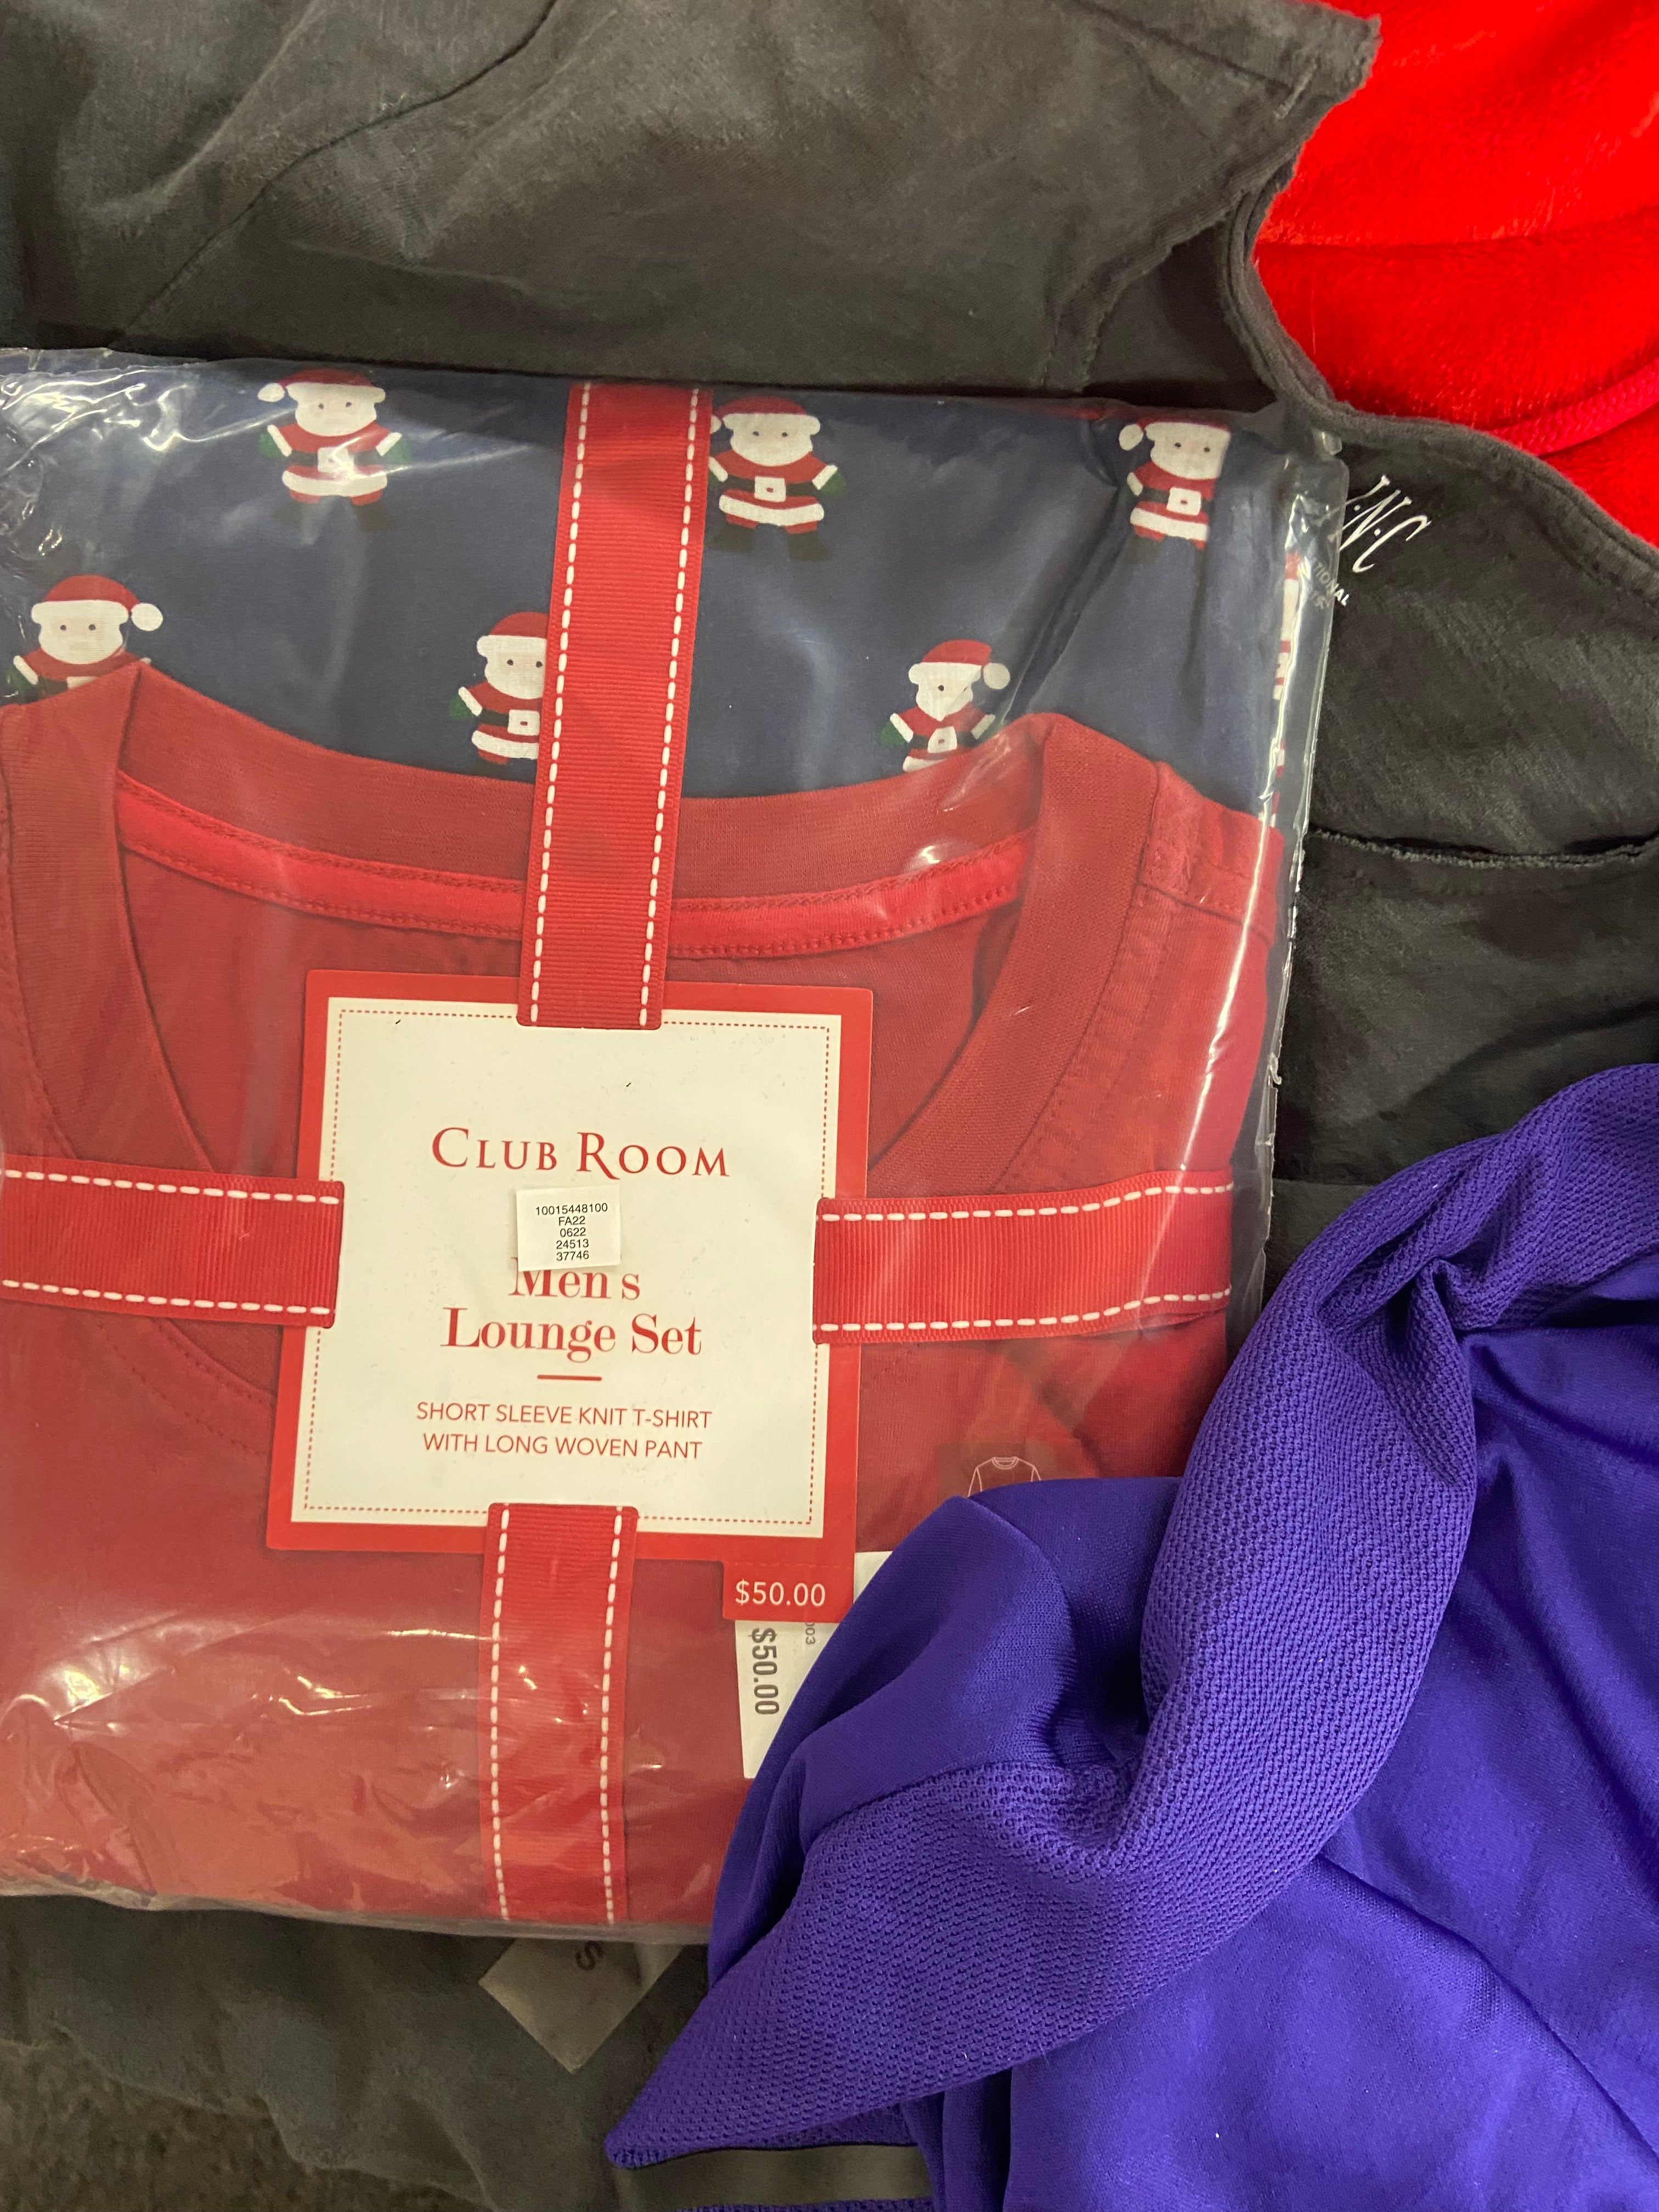 I·N·C
CLUB ROOM
10015448100
FA22
0622
24513
37746
Men s
Lounge Set
SHORT SLEEVE KNIT T-SHIRT
WITH LONG WOVEN PANT
$50.00
$50.00
S